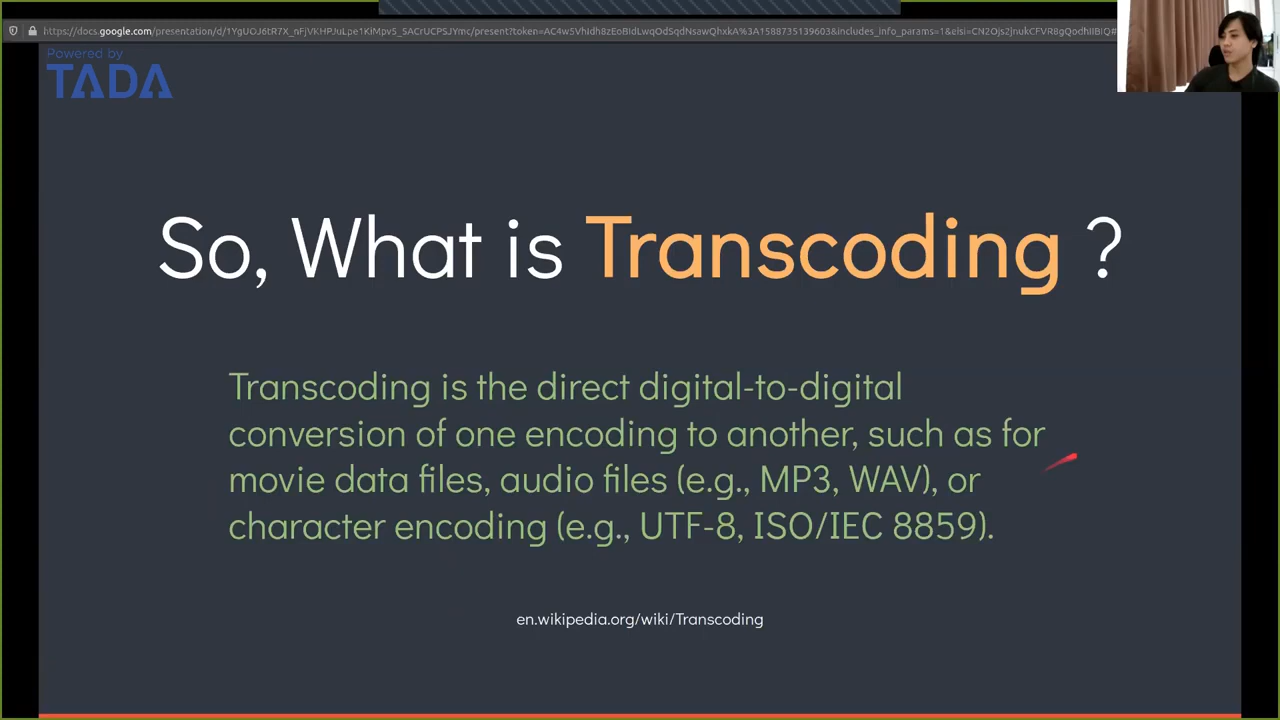 Powered by
TADA
So, What is Transcoding ?
Transcoding is the direct digital-to-digital
conversion of one encoding to another, such as for
movie data files, audio files (e.g., MP3, WAV), or
character encoding (e.g., UTF-8, ISO/IEC 8859).
en.wikipedia.org/wiki/Transcoding